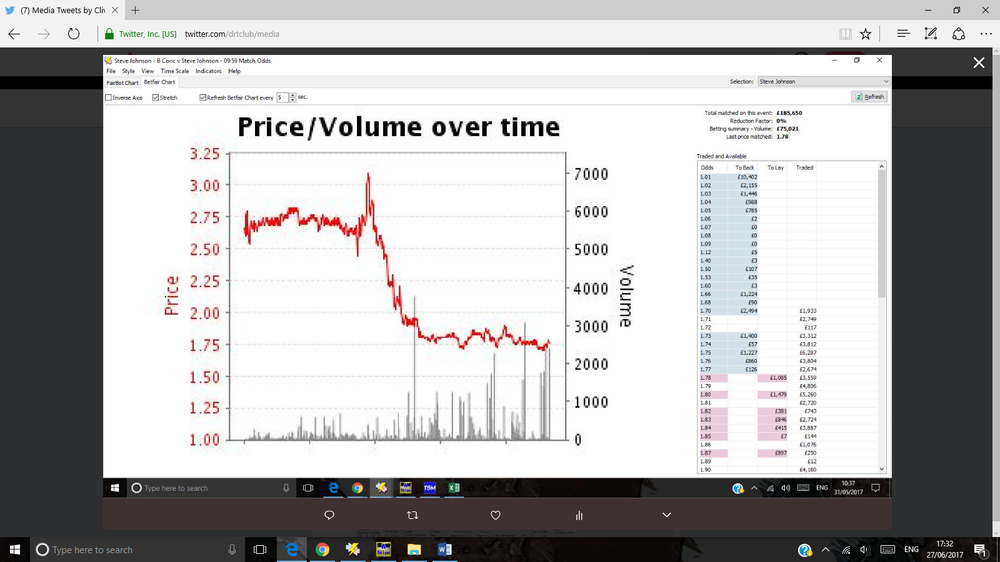 (7) Media Tweets by Cliv
Twitter, Inc. [US] twitter.com/drtclub/media
Steve Johnson - B Coric v Steve Johnson - 09:59 Match Odds
File Style View Time Scale Indicators Help
FairBot Chart Betfair Chart
Selection: Steve Johnson
Inverse Axis Stretch Refresh Betfair Chart every 5 sec.
Refresh
Price/Volume over time
Total matched on this event: £185,650
Reduction Factor: 0%
Betting summary - Volume: £75,021
Last price matched: 1.78
3.25
3.00
2.75
2.50
2.25
2.00
1.75
1.50
1.25
1.00
Price
7000
6000
5000
4000
3000
2000
1000
0
Volume
Traded and Available
Odds To Back To Lay Traded
1.01 £10,402
1.02 £2,155
1.03 £1,446
1.04 £988
1.05 £785
1.06 £2
1.07 £0
1.08 £0
1.09 £0
1.12 £5
1.40 £3
1.50 £107
1.53 £35
1.60 £3
1.66 £1,224
1.68 £90
1.70 £2,494 £1,933
1.71 £2,749
1.72 £117
1.73 £1,400 £3,312
1.74 £57 £3,812
1.75 £1,227 £6,287
1.76 £860 £3,804
1.77 £126 £2,674
1.78 £1,085 £3,559
1.79 £4,806
1.80 £1,479 £5,260
1.81 £2,720
1.82 £381 £743
1.83 £846 £2,724
1.84 £415 £3,887
1.85 £7 £144
1.86 £1,076
1.87 £897 £250
1.89 £12
1.90 £4,160
Type here to search
TSM
ENG
10:37
31/05/2017
Type here to search
ENG
17:32
27/06/2017
1